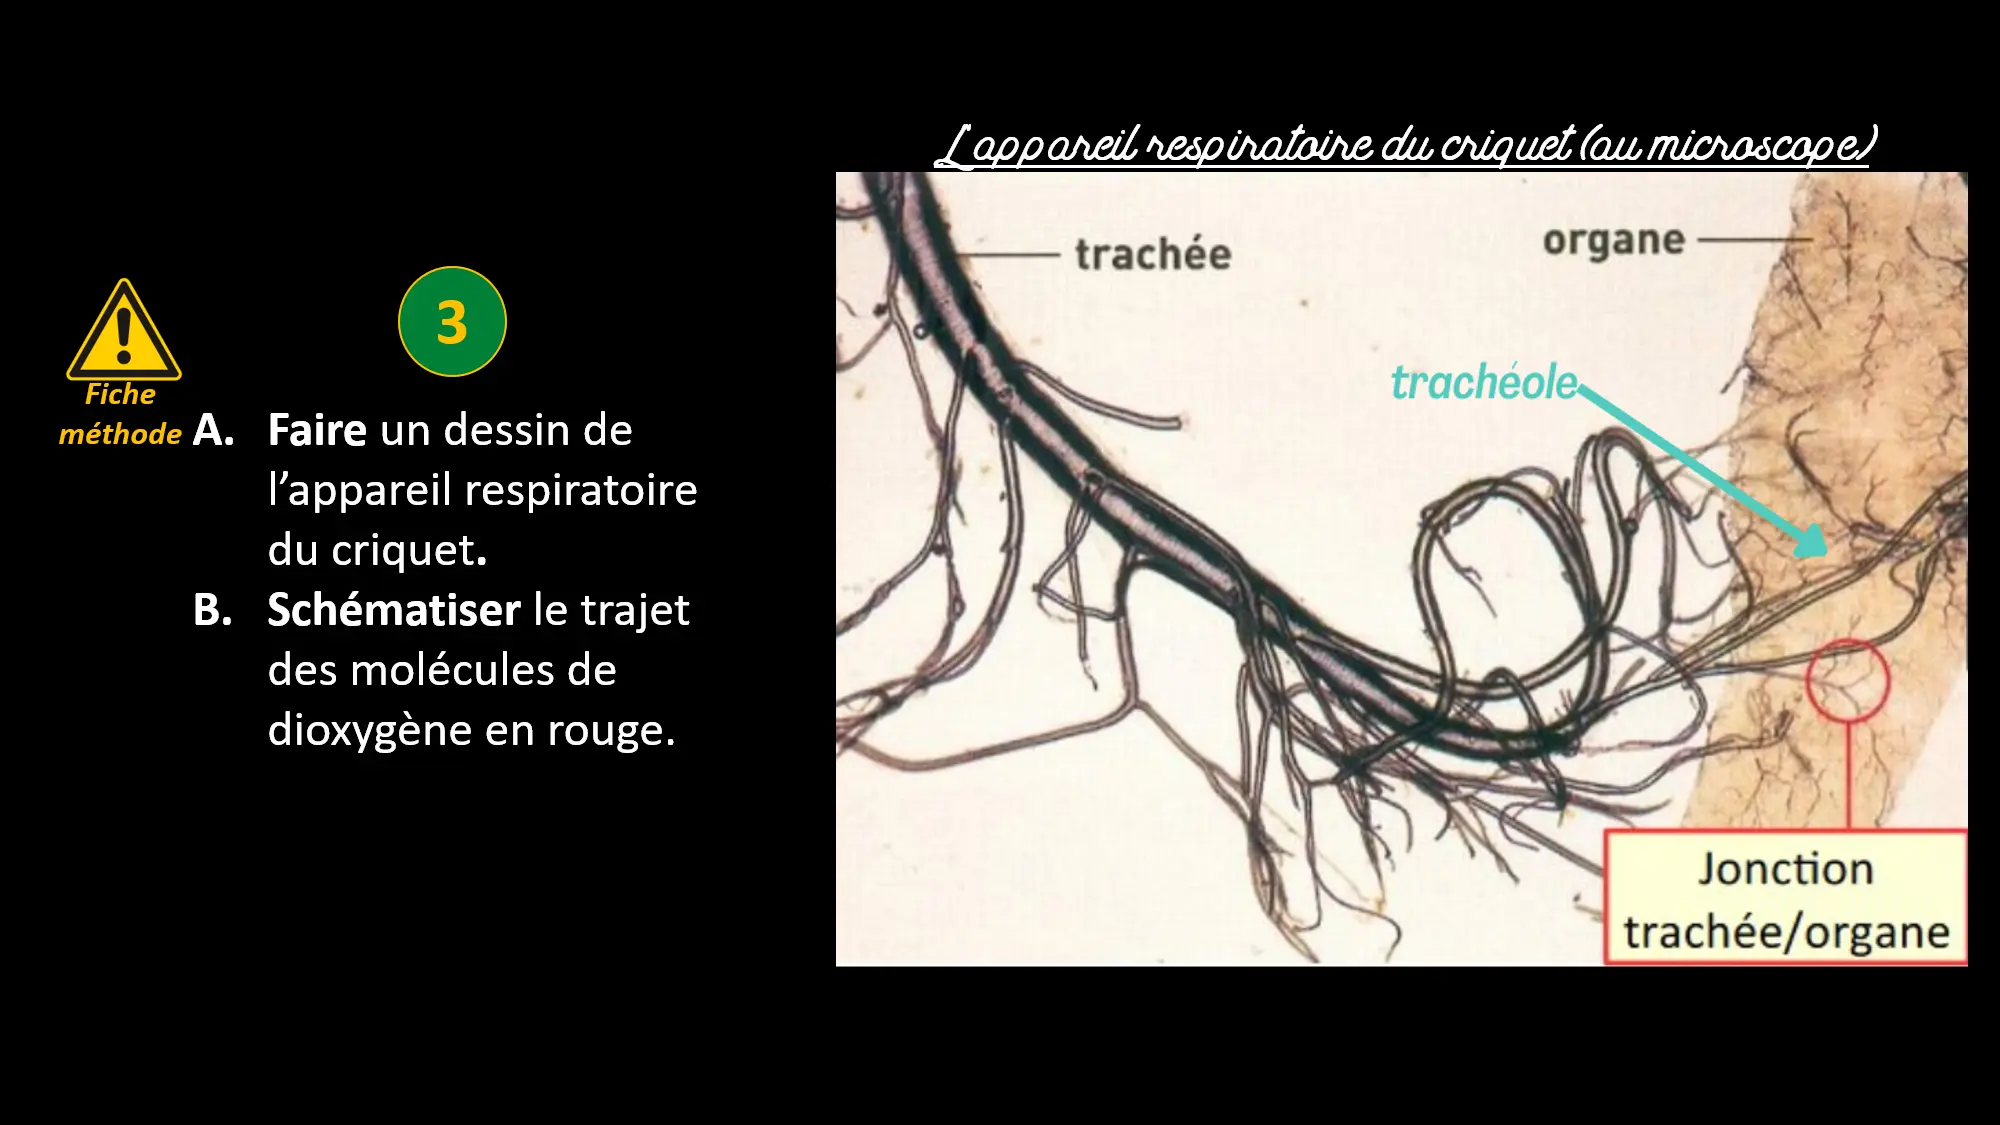 L'appareil respiratoire du criquet (au microscope)
3
Fiche
méthode
A. Faire un dessin de
l'appareil respiratoire
du criquet.
B. Schématiser le trajet
des molécules de
dioxygène en rouge.
trachée
organe
trachéole
Jonction
trachée/organe